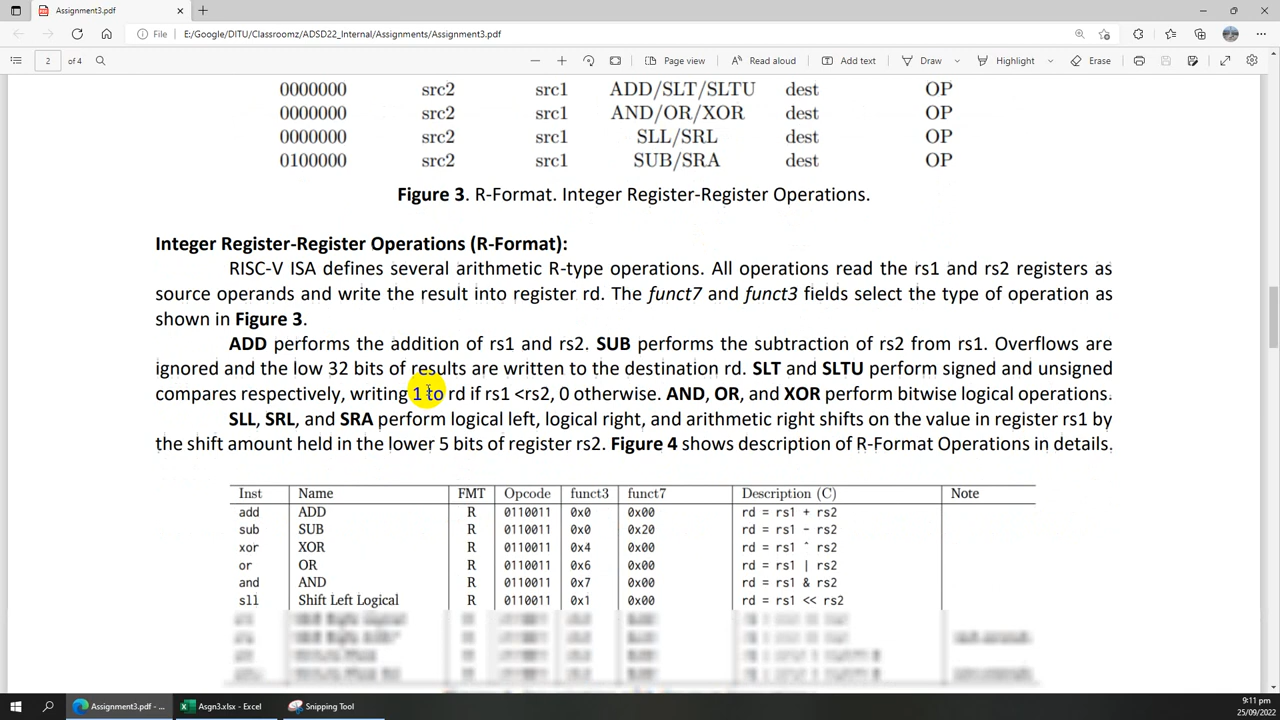 Assignment3.pdf
File E:/Google/DITU/Classroomz/ADSD22_Internal/Assignments/Assignment3.pdf
2 of 4 Page view Read aloud Add text Draw Highlight Erase
0000000 src2 src1 ADD/SLT/SLTU dest OP
0000000 src2 src1 AND/OR/XOR dest OP
0000000 src2 src1 SLL/SRL dest OP
0100000 src2 src1 SUB/SRA dest OP
Figure 3. R-Format. Integer Register-Register Operations.
Integer Register-Register Operations (R-Format):
RISC-V ISA defines several arithmetic R-type operations. All operations read the rs1 and rs2 registers as
source operands and write the result into register rd. The funct7 and funct3 fields select the type of operation as
shown in Figure 3.
ADD performs the addition of rs1 and rs2. SUB performs the subtraction of rs2 from rs1. Overflows are
ignored and the low 32 bits of results are written to the destination rd. SLT and SLTU perform signed and unsigned
compares respectively, writing 1 to rd if rs1 <rs2, 0 otherwise. AND, OR, and XOR perform bitwise logical operations.
SLL, SRL, and SRA perform logical left, logical right, and arithmetic right shifts on the value in register rs1 by
the shift amount held in the lower 5 bits of register rs2. Figure 4 shows description of R-Format Operations in details.
Inst Name FMT Opcode funct3 funct7 Description (C) Note
add ADD R 0110011 0x0 0x00 rd = rs1 + rs2
sub SUB R 0110011 0x0 0x20 rd = rs1 - rs2
xor XOR R 0110011 0x4 0x00 rd = rs1 ^ rs2
or OR R 0110011 0x6 0x00 rd = rs1 | rs2
and AND R 0110011 0x7 0x00 rd = rs1 & rs2
sll Shift Left Logical R 0110011 0x1 0x00 rd = rs1 << rs2
Assignment3.pdf - ... Asgn3.xlsx - Excel Snipping Tool 9:11 pm
25/09/2022